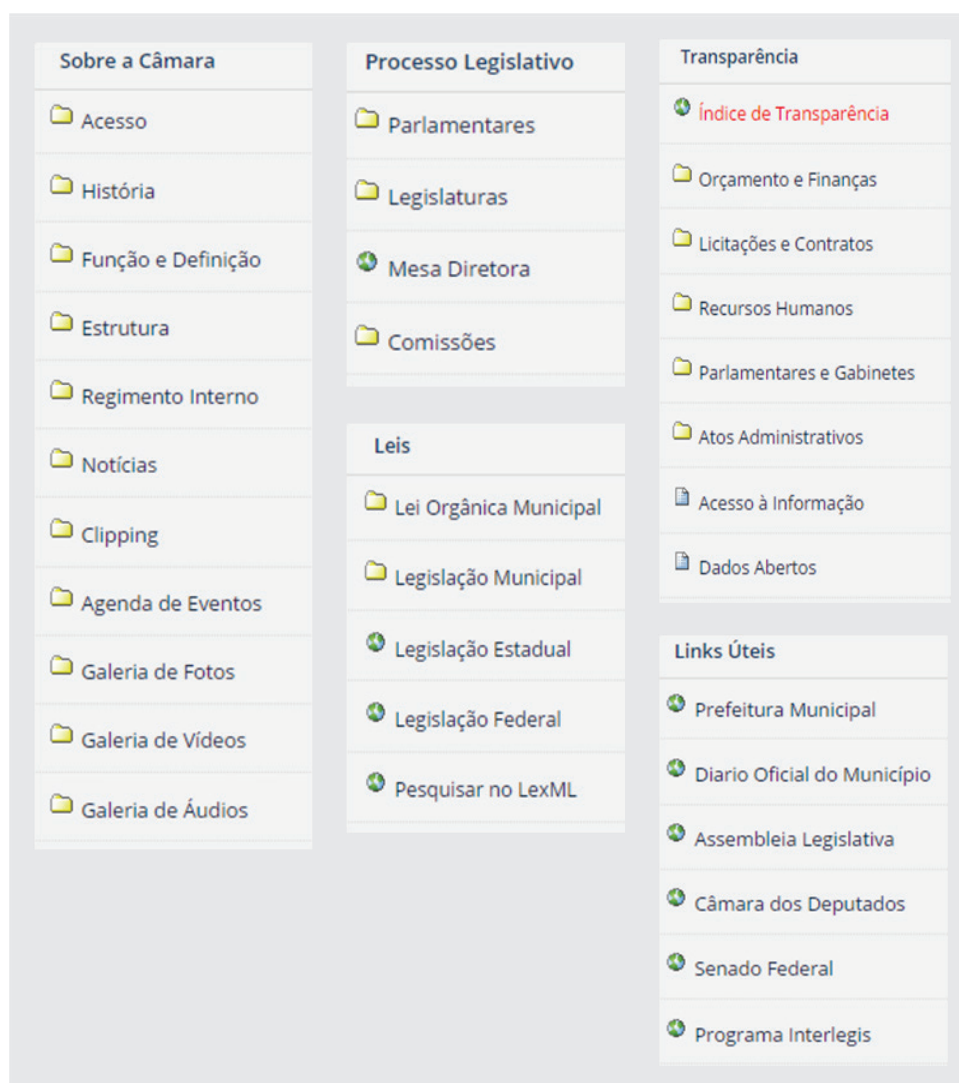 Sobre a Câmara
Acesso
História
Função e Definição
Estrutura
Regimento Interno
Notícias
Clipping
Agenda de Eventos
Galeria de Fotos
Galeria de Vídeos
Galeria de Áudios
Processo Legislativo
Parlamentares
Legislaturas
Mesa Diretora
Comissões
Leis
Lei Orgânica Municipal
Legislação Municipal
Legislação Estadual
Legislação Federal
Pesquisar no LexML
Transparência
Índice de Transparência
Orçamento e Finanças
Licitações e Contratos
Recursos Humanos
Parlamentares e Gabinetes
Atos Administrativos
Acesso à Informação
Dados Abertos
Links Úteis
Prefeitura Municipal
Diario Oficial do Município
Assembleia Legislativa
Câmara dos Deputados
Senado Federal
Programa Interlegis